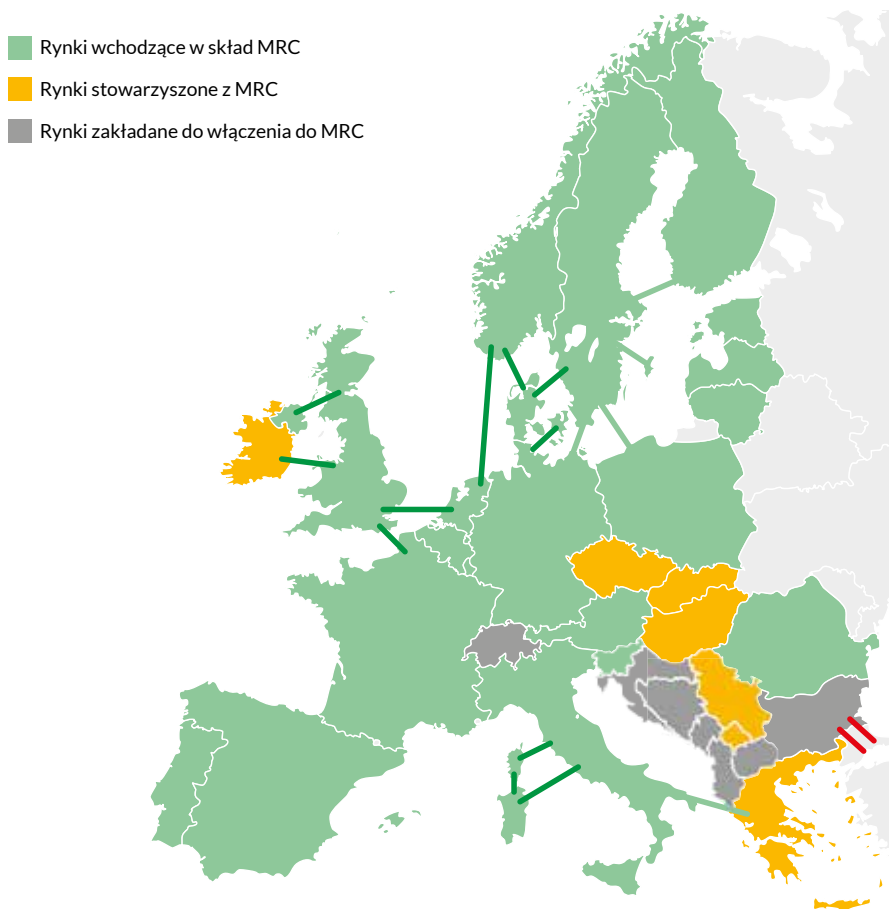 Rynki wchodzące w skład MRC
Rynki stowarzyszone z MRC
Rynki zakładane do włączenia do MRC